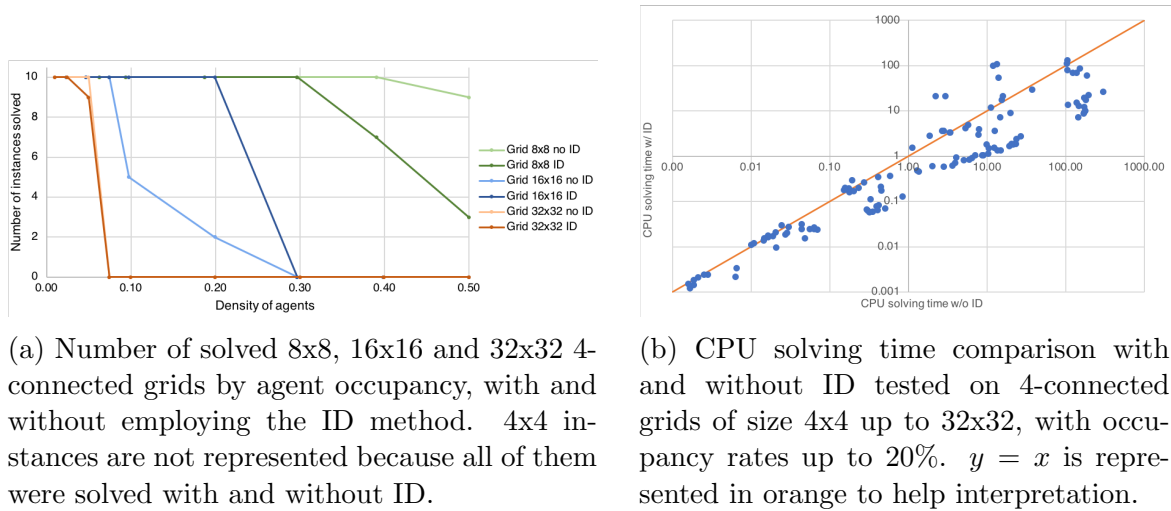 10
8
6
4
2
0
0.00 0.10 0.20 0.30 0.40 0.50
Number of instances solved
Density of agents
Grid 8x8 no ID
Grid 8x8 ID
Grid 16x16 no ID
Grid 16x16 ID
Grid 32x32 no ID
Grid 32x32 ID
(a) Number of solved 8x8, 16x16 and 32x32 4-
connected grids by agent occupancy, with and
without employing the ID method. 4x4 in-
stances are not represented because all of them
were solved with and without ID.
1000
100
10
1
0.00 0.01 0.10 1.00 10.00 100.00 1000.00
0.1
0.01
0.001
CPU solving time w/ ID
CPU solving time w/o ID
(b) CPU solving time comparison with
and without ID tested on 4-connected
grids of size 4x4 up to 32x32, with occu-
pancy rates up to 20%. y = x is repre-
sented in orange to help interpretation.